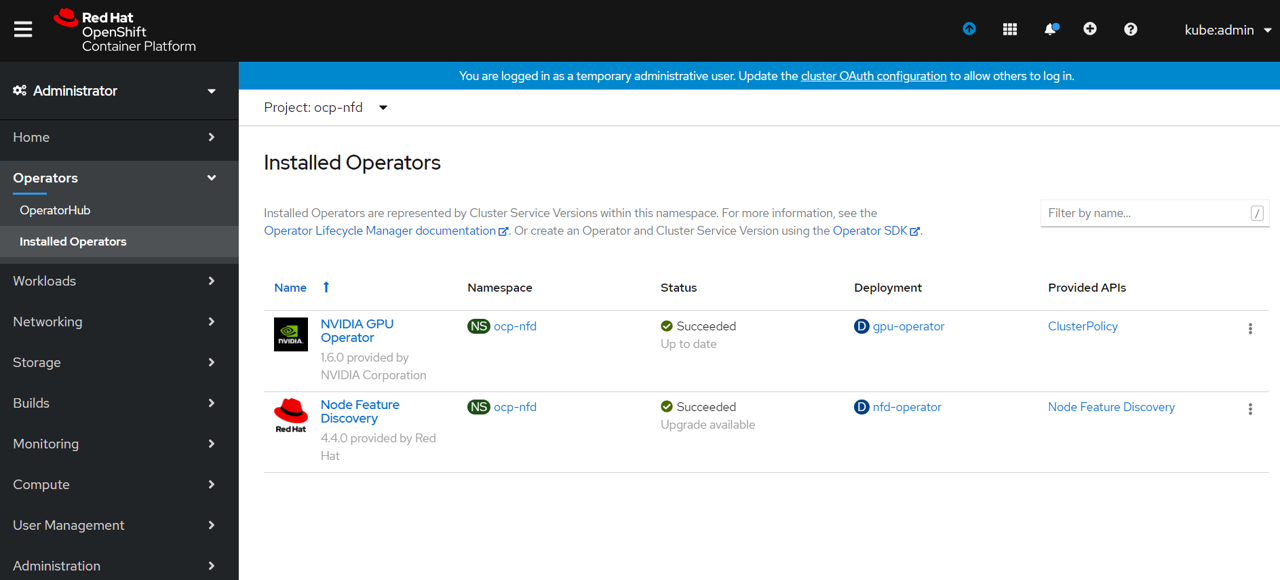 Red Hat
OpenShift
Container Platform
kube:admin
Administrator
Home
Operators
OperatorHub
Installed Operators
Workloads
Networking
Storage
Builds
Monitoring
Compute
User Management
Administration
You are logged in as a temporary administrative user. Update the cluster OAuth configuration to allow others to log in.
Project: ocp-nfd
Installed Operators
Installed Operators are represented by Cluster Service Versions within this namespace. For more information, see the
Operator Lifecycle Manager documentation. Or create an Operator and Cluster Service Version using the Operator SDK.
Filter by name... /
Name Namespace Status Deployment Provided APIs
NVIDIA NVIDIA GPU NS ocp-nfd Succeeded D gpu-operator ClusterPolicy
Operator Up to date
1.6.0 provided by
NVIDIA Corporation
Node Feature NS ocp-nfd Succeeded D nfd-operator Node Feature Discovery
Red Hat Discovery Upgrade available
4.4.0 provided by Red
Hat